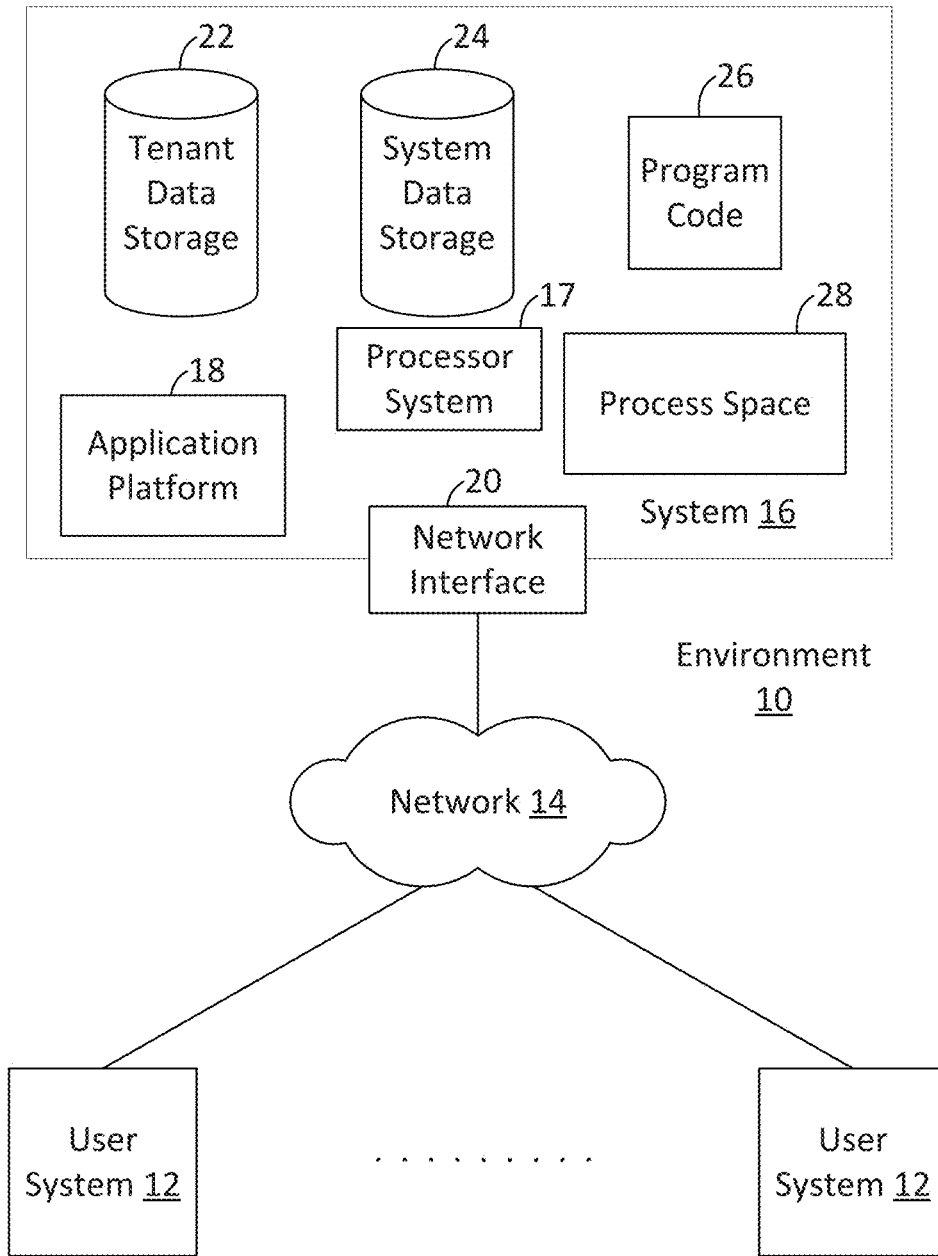 22
24
26
Tenant
Data
Storage
System
Data
Storage
Program
Code
17
28
18
Processor
System
Process Space
Application
Platform
20
System 16
Network
Interface
Environment
10
Network 14
User
System 12
User
System 12